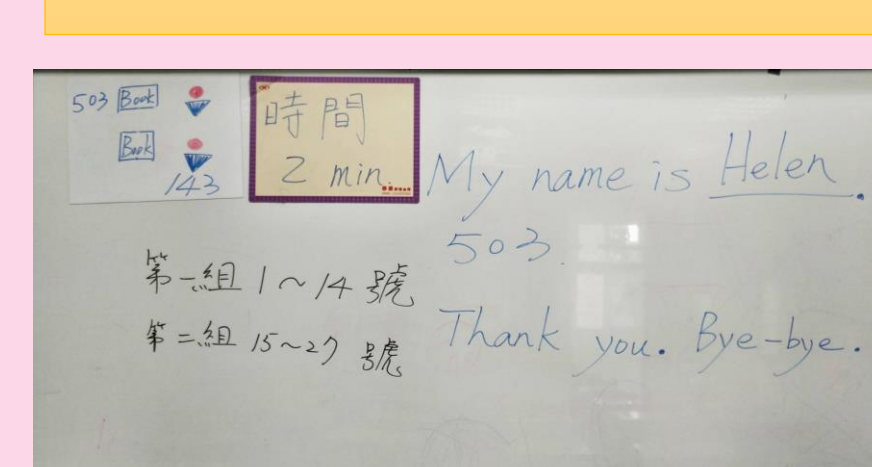 503 Book
Book
143
時間
2 min.
My name is Helen.
503.
Thank you. Bye-bye.
第一組 1~14 號
第二組 15~27 號